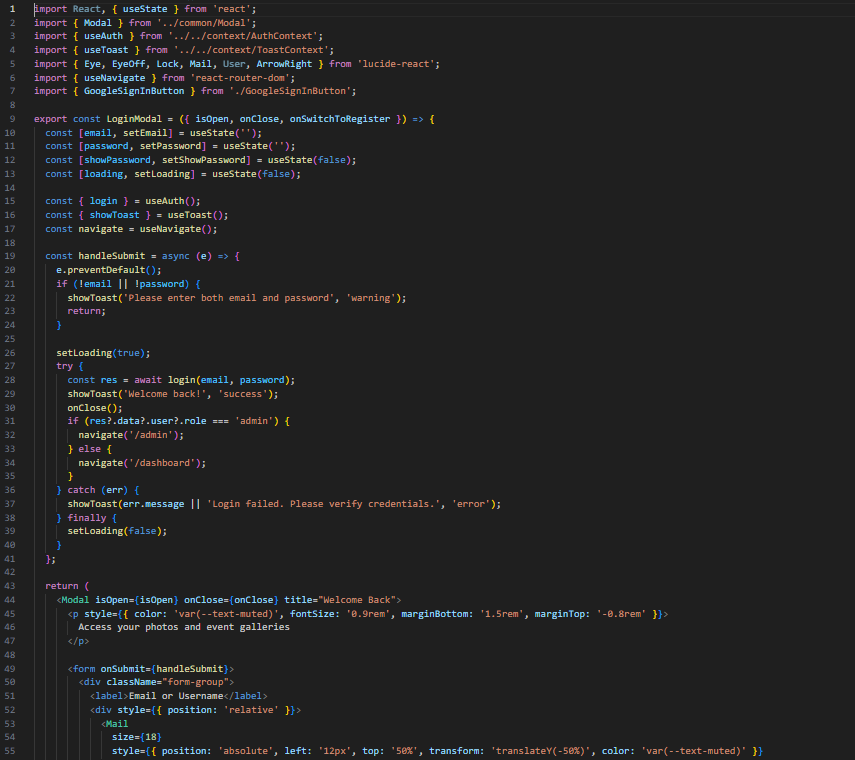 1 import React, { useState } from 'react';
2 import { Modal } from '../common/Modal';
3 import { useAuth } from '../../context/AuthContext';
4 import { useToast } from '../../context/ToastContext';
5 import { Eye, EyeOff, Lock, Mail, User, ArrowRight } from 'lucide-react';
6 import { useNavigate } from 'react-router-dom';
7 import { GoogleSignInButton } from './GoogleSignInButton';
8
9 export const LoginModal = ({ isOpen, onClose, onSwitchToRegister }) => {
10   const [email, setEmail] = useState('');
11   const [password, setPassword] = useState('');
12   const [showPassword, setShowPassword] = useState(false);
13   const [loading, setLoading] = useState(false);
14
15   const { login } = useAuth();
16   const { showToast } = useToast();
17   const navigate = useNavigate();
18
19   const handleSubmit = async (e) => {
20     e.preventDefault();
21     if (!email || !password) {
22       showToast('Please enter both email and password', 'warning');
23       return;
24     }
25
26     setLoading(true);
27     try {
28       const res = await login(email, password);
29       showToast('Welcome back!', 'success');
30       onClose();
31       if (res?.data?.user?.role === 'admin') {
32         navigate('/admin');
33       } else {
34         navigate('/dashboard');
35       }
36     } catch (err) {
37       showToast(err.message || 'Login failed. Please verify credentials.', 'error');
38     } finally {
39       setLoading(false);
40     }
41   };
42
43   return (
44     <Modal isOpen={isOpen} onClose={onClose} title="Welcome Back">
45       <p style={{ color: 'var(--text-muted)', fontSize: '0.9rem', marginBottom: '1.5rem', marginTop: '-0.8rem' }}>
46         Access your photos and event galleries
47       </p>
48
49       <form onSubmit={handleSubmit}>
50         <div className="form-group">
51           <label>Email or Username</label>
52           <div style={{ position: 'relative' }}>
53             <Mail
54               size={18}
55               style={{ position: 'absolute', left: '12px', top: '50%', transform: 'translateY(-50%)', color: 'var(--text-muted)' }}